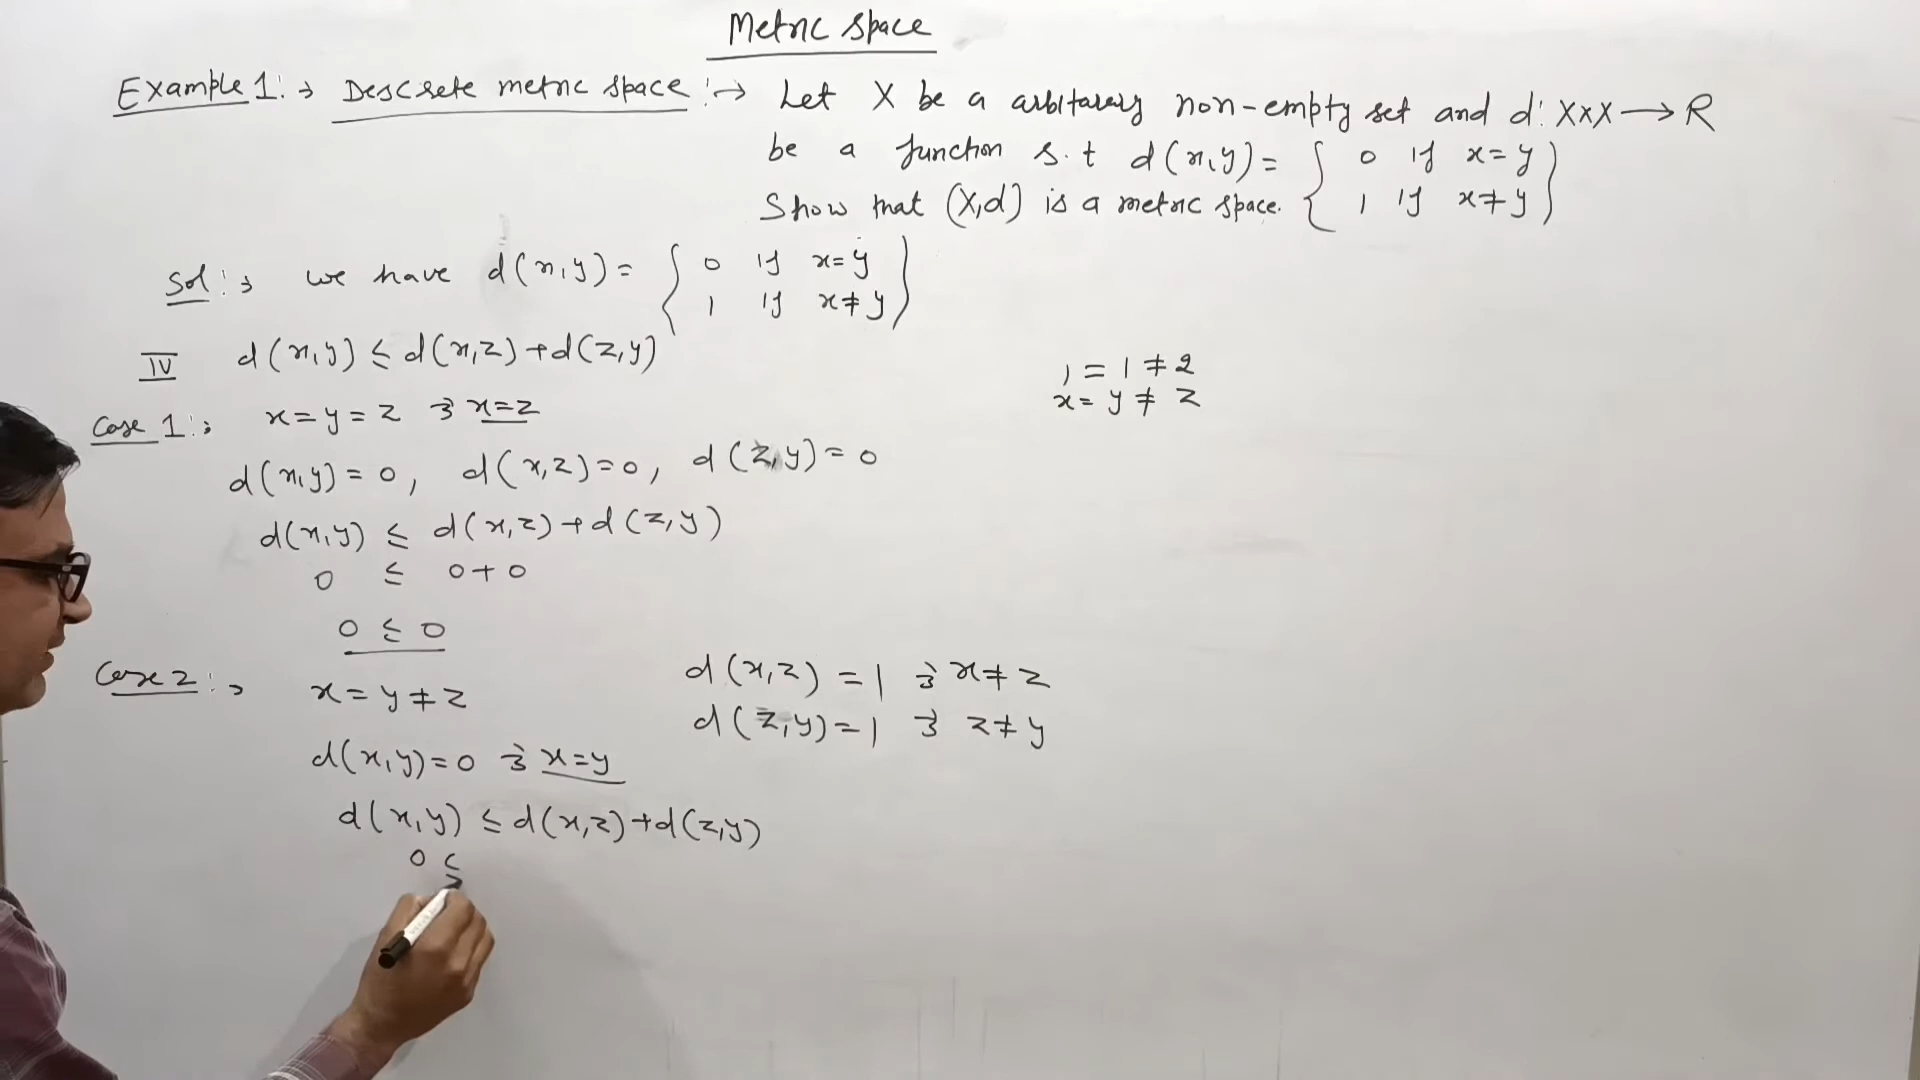 Metric space
Example 1:→ Descrete metric space:→ Let X be a arbitarary non-empty set and d: X×X⟶R
be a function s.t d(x,y)= { 0 if x=y
1 if x≠y }
Show that (X,d) is a metric space.
Sol:→ we have d(x,y)= { 0 if x=y
1 if x≠y }
IV d(x,y) ≤ d(x,z)+d(z,y)
1 = 1 ≠ 2
x = y ≠ z
Case 1:→ x=y=z ∵ x=z
d(x,y)=0, d(x,z)=0, d(z,y)=0
d(x,y) ≤ d(x,z)+d(z,y)
0 ≤ 0+0
0 ≤ 0
Case 2:→ x=y≠z
d(x,z)=1 ∵ x≠z
d(z,y)=1 ∵ z≠y
d(x,y)=0 ∵ x=y
d(x,y) ≤ d(x,z)+d(z,y)
0 ≤